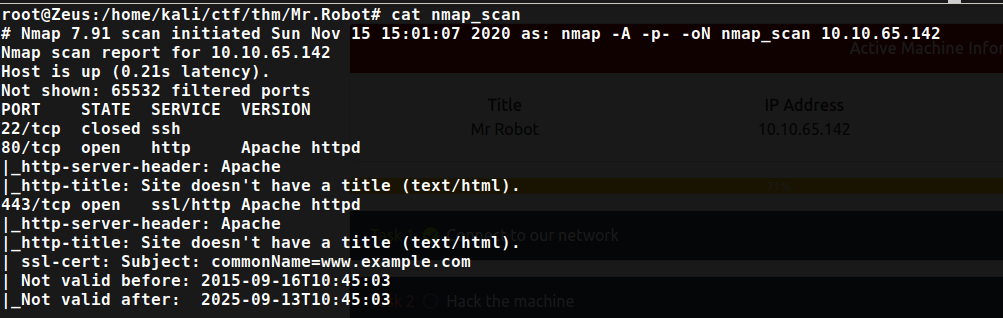 root@Zeus:/home/kali/ctf/thm/Mr.Robot# cat nmap_scan
# Nmap 7.91 scan initiated Sun Nov 15 15:01:07 2020 as: nmap -A -p- -oN nmap_scan 10.10.65.142
Active Machine Infor
Nmap scan report for 10.10.65.142
Host is up (0.21s latency).
Not shown: 65532 filtered ports
Title IP Address
PORT    STATE  SERVICE  VERSION
Mr Robot 10.10.65.142
22/tcp  closed ssh
80/tcp  open   http     Apache httpd
|_http-server-header: Apache
|_http-title: Site doesn't have a title (text/html).
443/tcp open   ssl/http Apache httpd
|_http-server-header: Apache
Connect to our network
|_http-title: Site doesn't have a title (text/html).
| ssl-cert: Subject: commonName=www.example.com
| Not valid before: 2015-09-16T10:45:03
|_Not valid after:  2025-09-13T10:45:03
2 Hack the machine